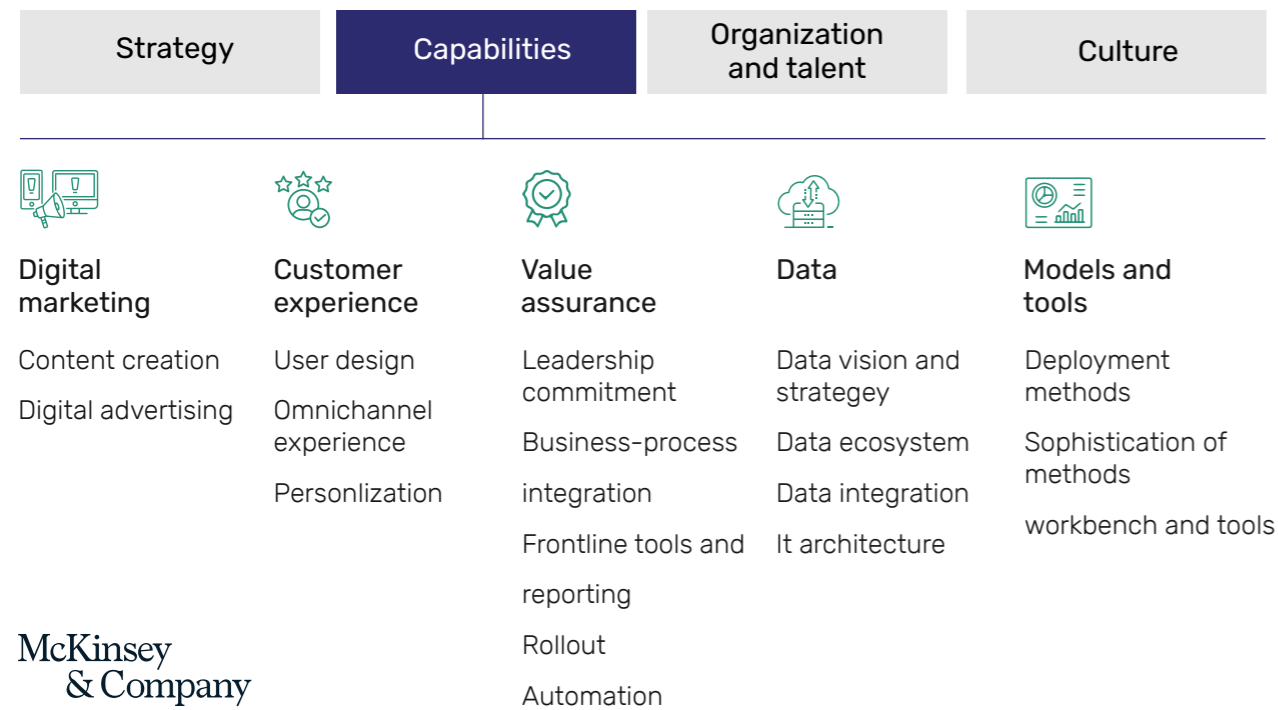 Strategy
Capabilities
Organization
and talent
Culture
Digital
marketing
Content creation
Digital advertising
Customer
experience
User design
Omnichannel
experience
Personlization
Value
assurance
Leadership
commitment
Business-process
integration
Frontline tools and
reporting
Rollout
Automation
Data
Data vision and
strategey
Data ecosystem
Data integration
It architecture
Models and
tools
Deployment
methods
Sophistication of
methods
workbench and tools
McKinsey
& Company